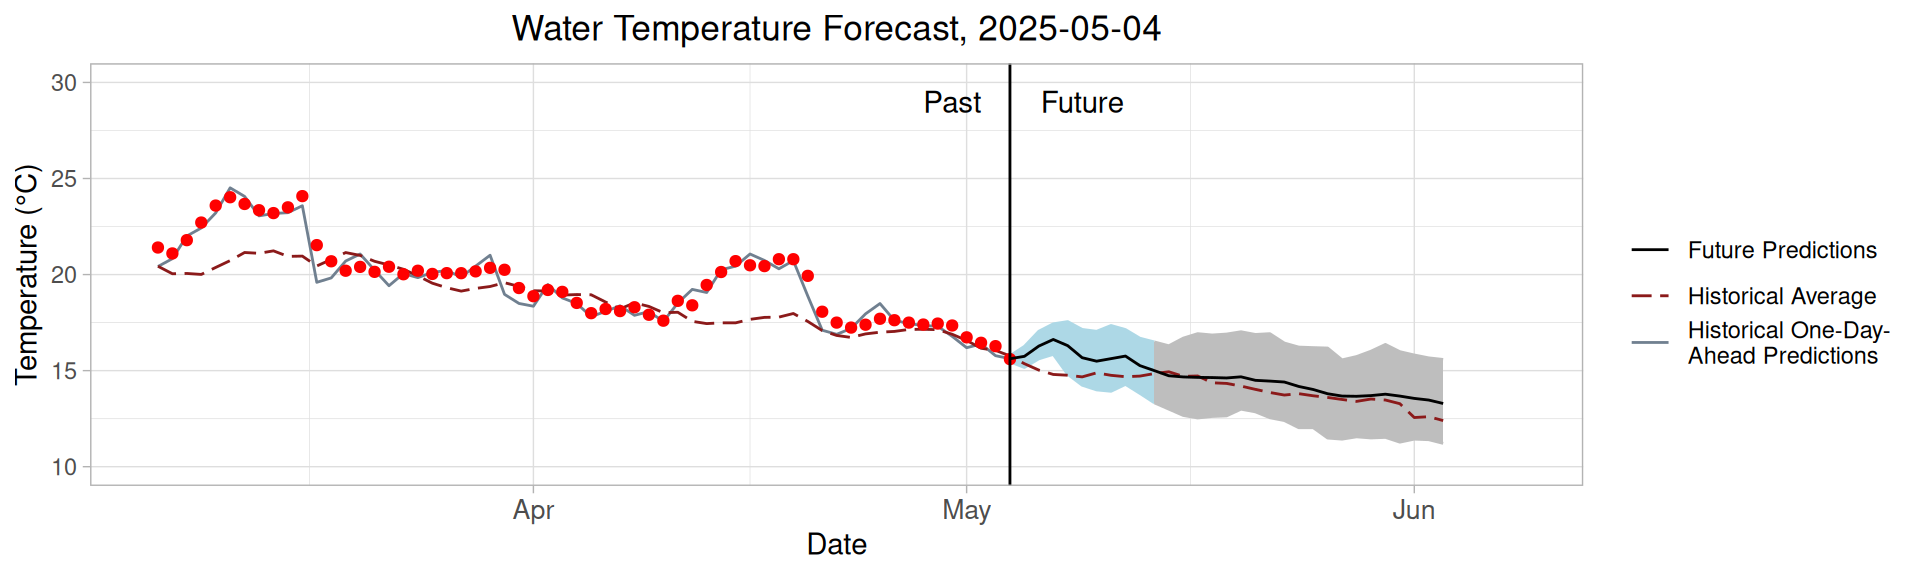 Water Temperature Forecast, 2025-05-04
30
25
20
15
10
Temperature (°C)
Past
Future
Apr
May
Jun
Date
Future Predictions
Historical Average
Historical One-Day-
Ahead Predictions